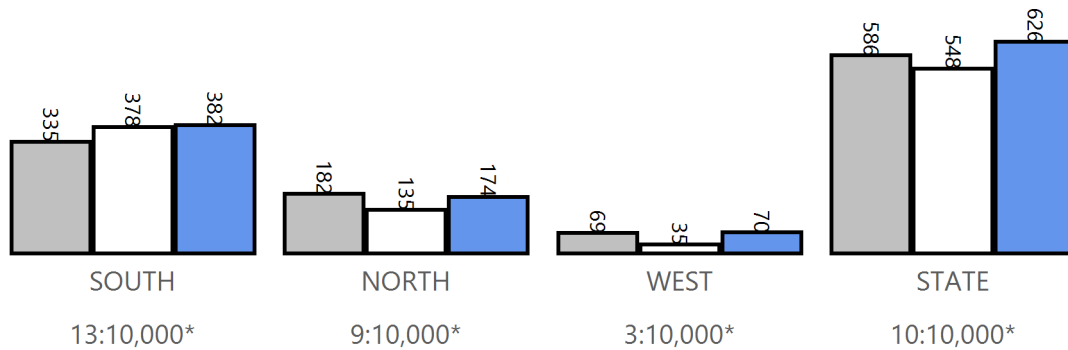 335 378 382
182 135 174
69 35 70
586 548 626
SOUTH NORTH WEST STATE
13:10,000* 9:10,000* 3:10,000* 10:10,000*